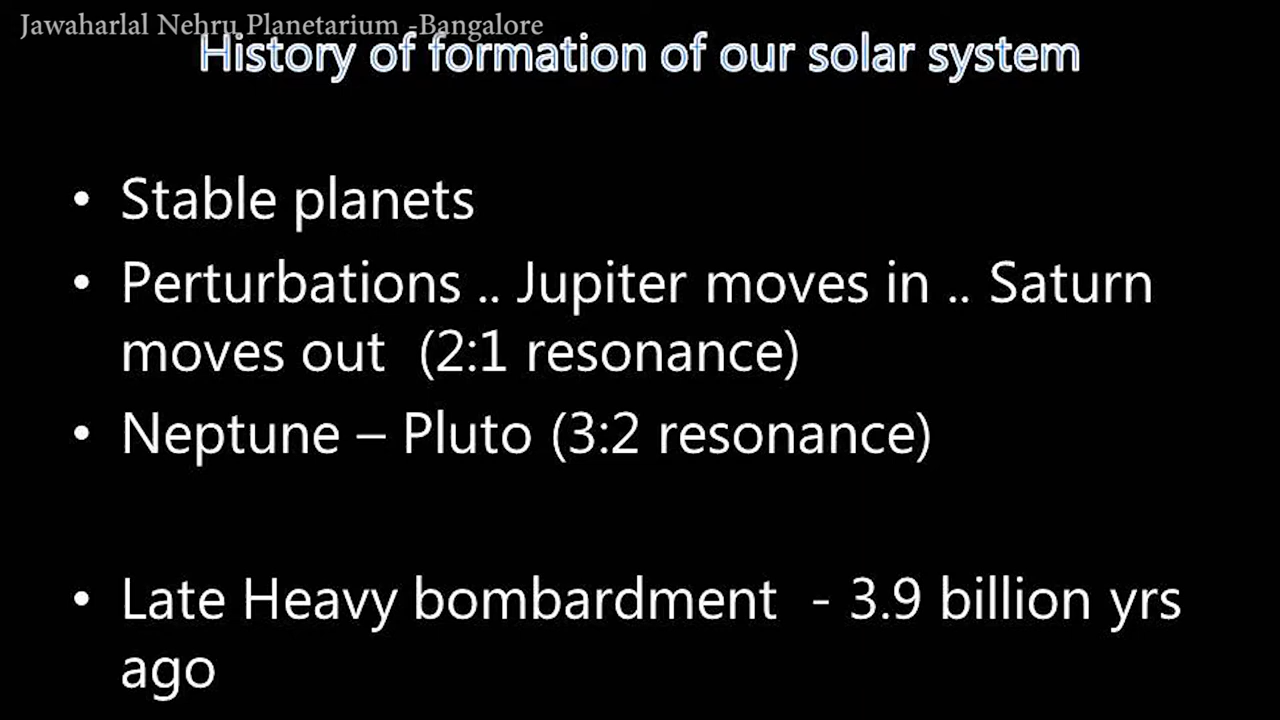 Jawaharlal Nehru Planetarium -Bangalore
History of formation of our solar system
• Stable planets
• Perturbations .. Jupiter moves in .. Saturn
moves out (2:1 resonance)
• Neptune – Pluto (3:2 resonance)
• Late Heavy bombardment - 3.9 billion yrs
ago